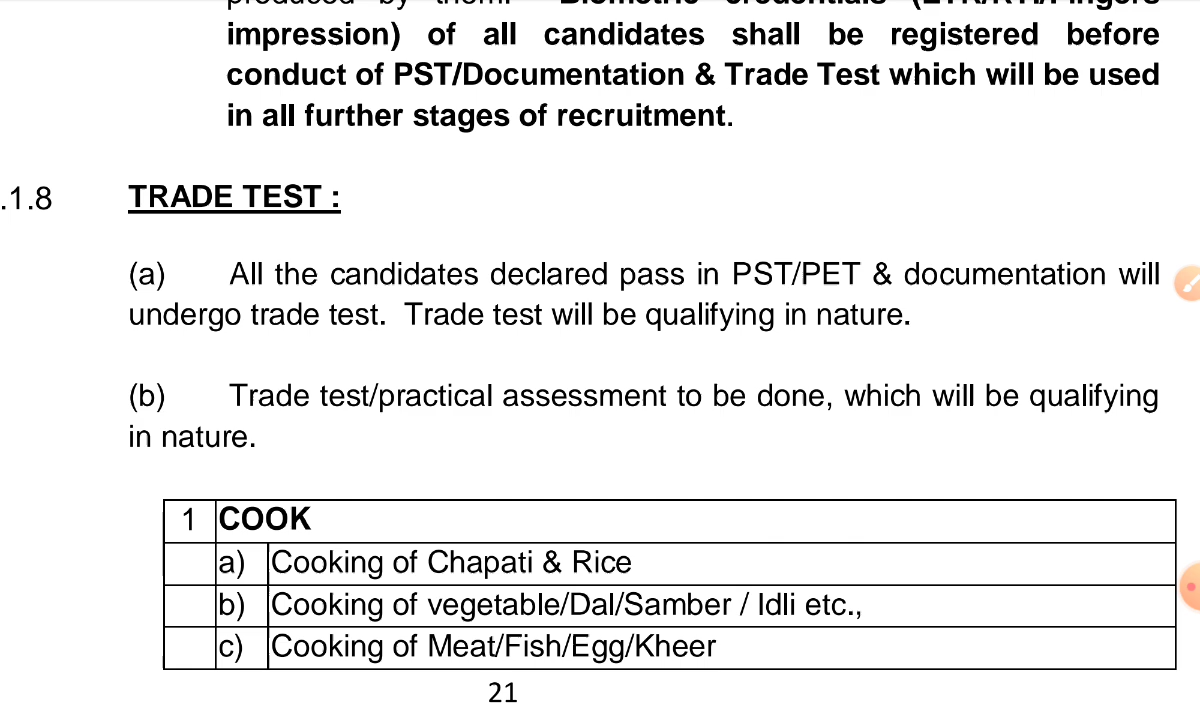 impression) of all candidates shall be registered before
conduct of PST/Documentation & Trade Test which will be used
in all further stages of recruitment.
.1.8 TRADE TEST :
(a) All the candidates declared pass in PST/PET & documentation will
undergo trade test. Trade test will be qualifying in nature.
(b) Trade test/practical assessment to be done, which will be qualifying
in nature.
1 COOK
a) Cooking of Chapati & Rice
b) Cooking of vegetable/Dal/Samber / Idli etc.,
c) Cooking of Meat/Fish/Egg/Kheer
21